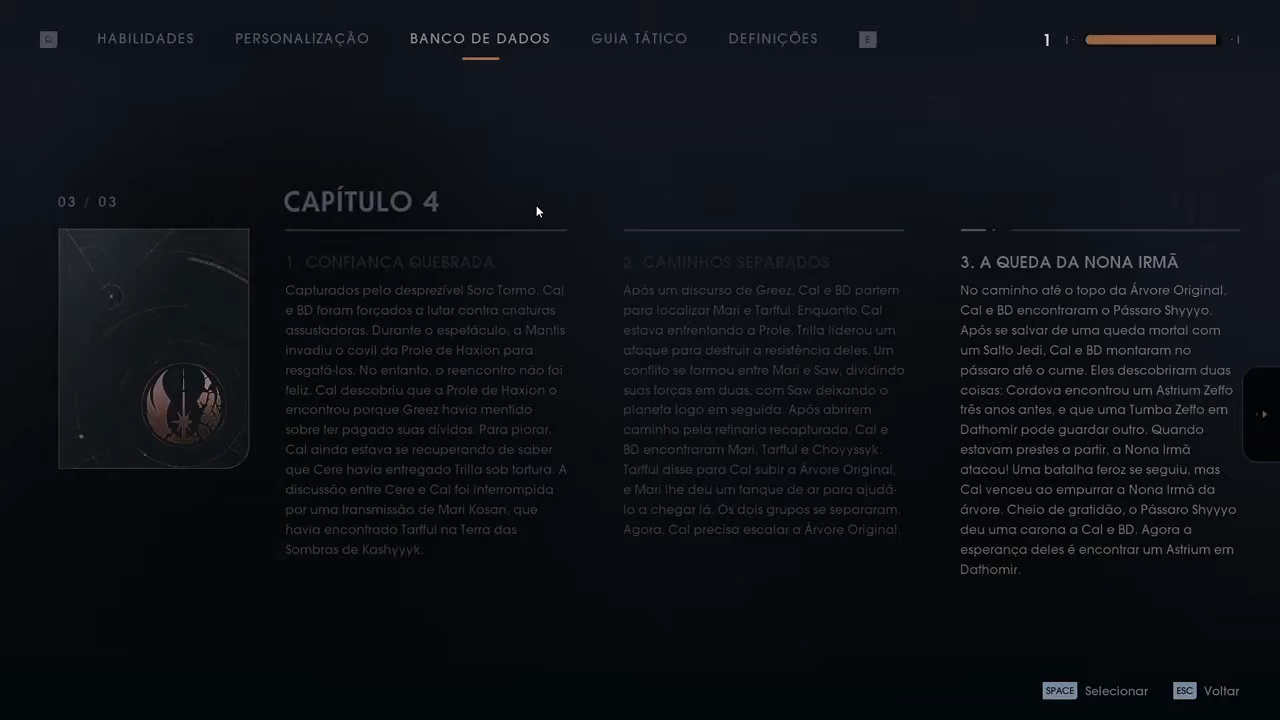 HABILIDADES PERSONALIZAÇÃO BANCO DE DADOS GUIA TÁTICO DEFINIÇÕES E 1
03 / 03
CAPÍTULO 4
1. CONFIANÇA QUEBRADA
Capturados pelo desprezível Sorc Tormo, Cal
e BD foram forçados a lutar contra criaturas
assustadoras. Durante o espetáculo, a Mantis
invadiu o covil da Prole de Haxion para
resgatá-los. No entanto, o reencontro não foi
feliz. Cal descobriu que a Prole de Haxion o
encontrou porque Greez havia mentido
sobre ter pagado suas dívidas. Para piorar,
Cal ainda estava se recuperando de saber
que Cere havia entregado Trilla sob tortura. A
discussão entre Cere e Cal foi interrompida
por uma transmissão de Mari Kosan, que
havia encontrado Tarfful na Terra das
Sombras de Kashyyyk.
2. CAMINHOS SEPARADOS
Após um discurso de Greez, Cal e BD partem
para localizar Mari e Tarfful. Enquanto Cal
estava enfrentando a Prole, Trilla liderou um
ataque para destruir a resistência deles. Um
conflito se formou entre Mari e Saw, dividindo
suas forças em duas, com Saw deixando o
planeta logo em seguida. Após abrirem
caminho pela refinaria recapturada, Cal e
BD encontraram Mari, Tarfful e Choyyssyk.
Tarfful disse para Cal subir a Árvore Original,
e Mari lhe deu um tanque de ar para ajudá-
lo a chegar lá. Os dois grupos se separaram.
Agora, Cal precisa escalar a Árvore Original.
3. A QUEDA DA NONA IRMÃ
No caminho até o topo da Árvore Original,
Cal e BD encontraram o Pássaro Shyyyo.
Após se salvar de uma queda mortal com
um Salto Jedi, Cal e BD montaram no
pássaro até o cume. Eles descobriram duas
coisas: Cordova encontrou um Astrium Zeffo
três anos antes, e que uma Tumba Zeffo em
Dathomir pode guardar outro. Quando
estavam prestes a partir, a Nona Irmã
atacou! Uma batalha feroz se seguiu, mas
Cal venceu ao empurrar a Nona Irmã da
árvore. Cheio de gratidão, o Pássaro Shyyyo
deu uma carona a Cal e BD. Agora a
esperança deles é encontrar um Astrium em
Dathomir.
SPACE Selecionar ESC Voltar